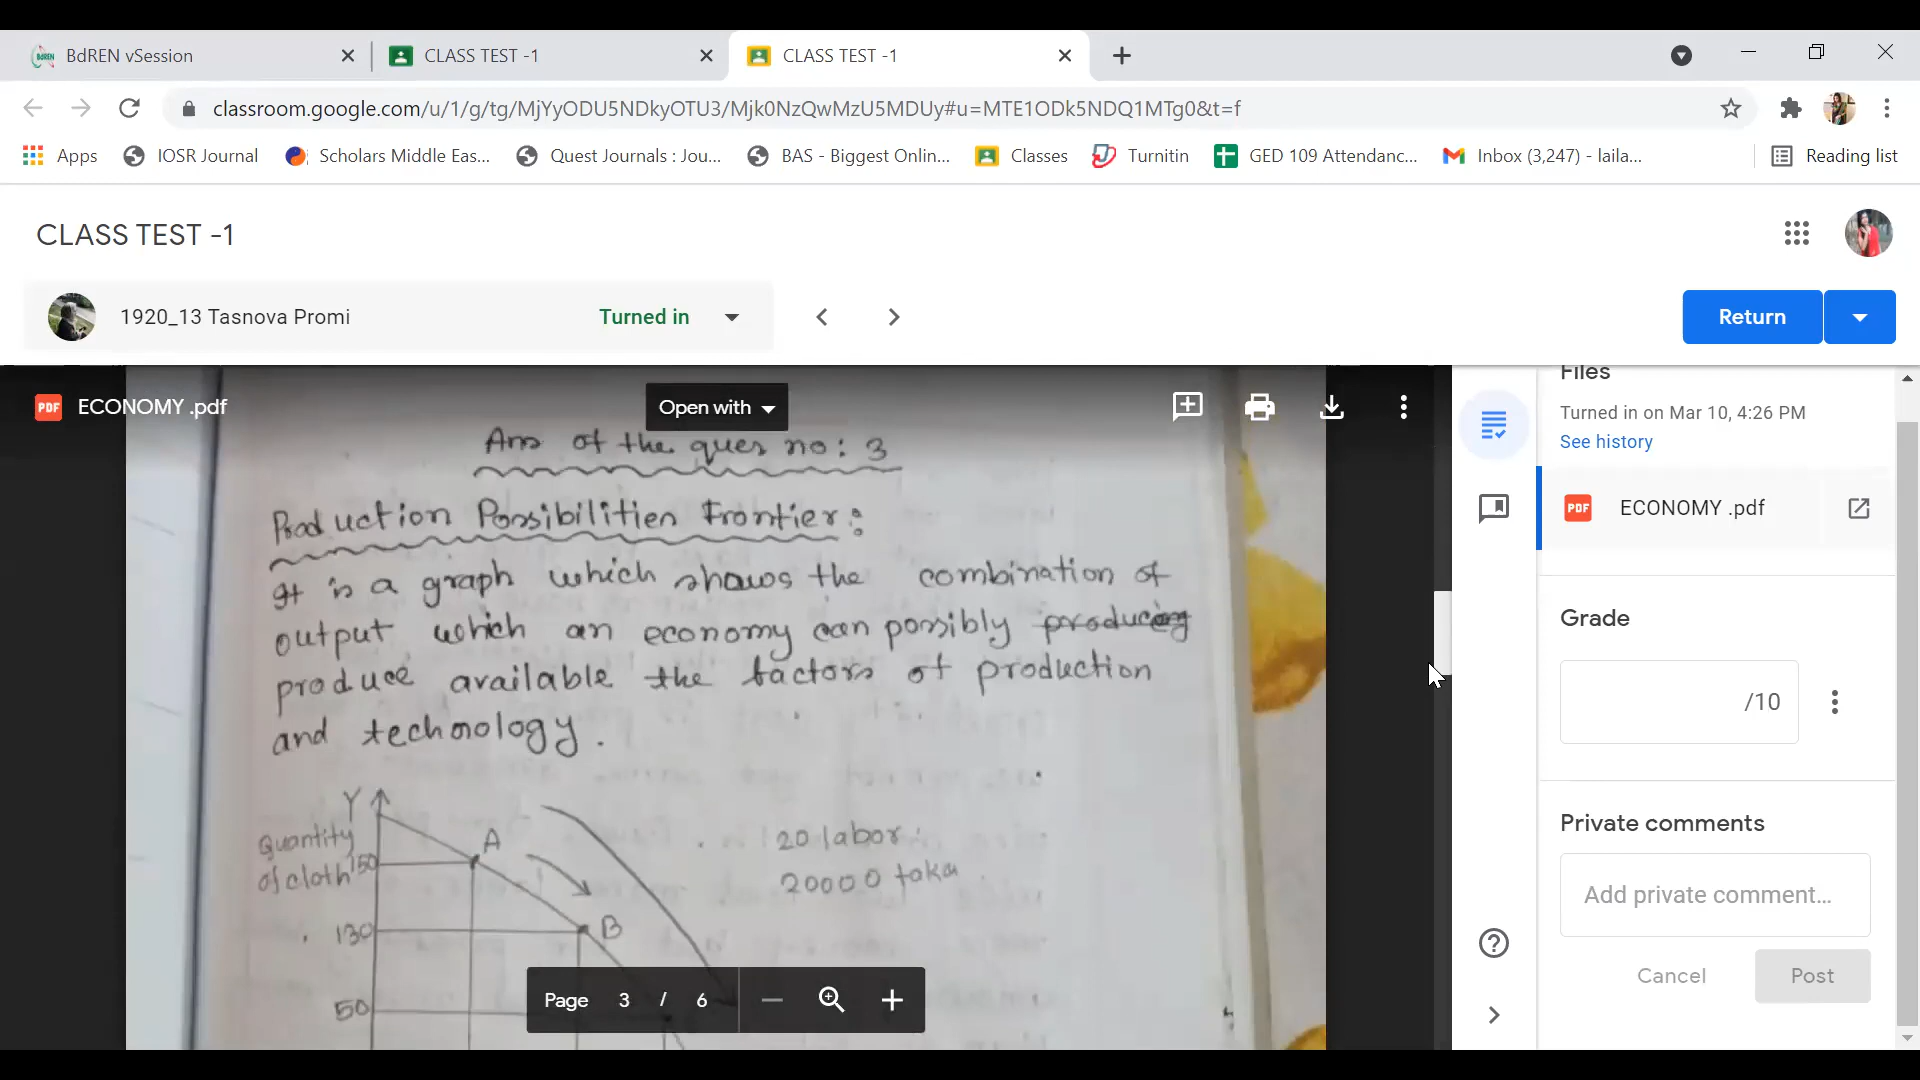 BdREN vSession
CLASS TEST -1
CLASS TEST -1
classroom.google.com/u/1/g/tg/MjYyODU5NDkyOTU3/Mjk0NzQwMzU5MDUy#u=MTE1ODk5NDQ1MTg0&t=f
Apps IOSR Journal Scholars Middle Eas... Quest Journals : Jou... BAS - Biggest Onlin... Classes Turnitin GED 109 Attendanc... Inbox (3,247) - laila... Reading list
CLASS TEST -1
1920_13 Tasnova Promi Turned in
Return
PDF ECONOMY .pdf
Open with
Ans of the ques no: 3
Production Possibilities Frontier:
It is a graph which shows the combination of
output which an economy can possibly producing
produce available the factors of production
and technology.
Y
Quantity
of cloth
150
A
20 labor
20000 taka
130
B
50
Page 3 / 6
Files
Turned in on Mar 10, 4:26 PM
See history
PDF ECONOMY .pdf
Grade
/10
Private comments
Add private comment...
Cancel Post